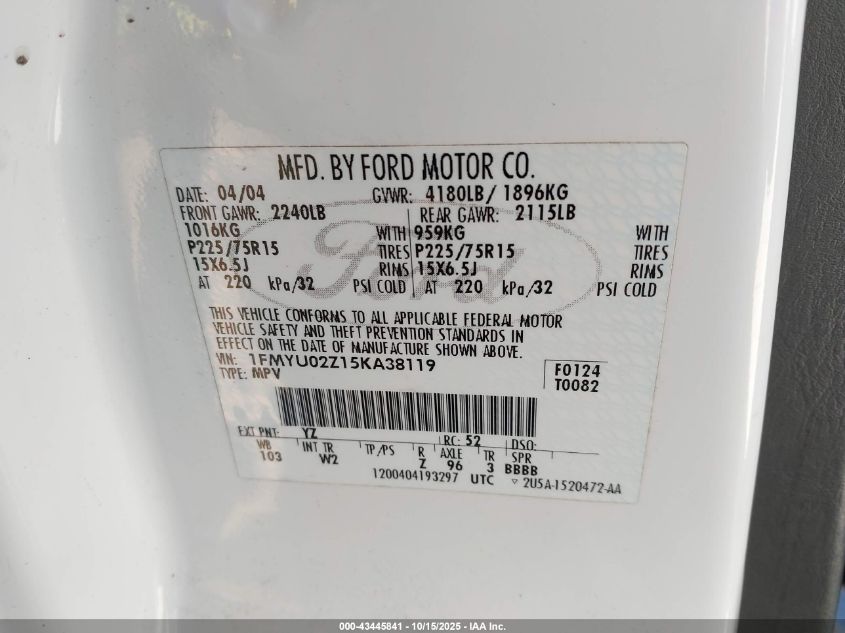 MFD. BY FORD MOTOR CO.
DATE: 04/04 GVWR: 4180LB/ 1896KG
FRONT GAWR: 2240LB REAR GAWR: 2115LB
1016KG WITH 959KG WITH
P225/75R15 TIRES P225/75R15 TIRES
15X6.5J RIMS 15X6.5J RIMS
AT 220 kPa/32 PSI COLD AT 220 kPa/32 PSI COLD
THIS VEHICLE CONFORMS TO ALL APPLICABLE FEDERAL MOTOR
VEHICLE SAFETY AND THEFT PREVENTION STANDARDS IN
EFFECT ON THE DATE OF MANUFACTURE SHOWN ABOVE.
VIN: 1FMYU02Z15KA38119 F0124
TYPE: MPV T0082
EXT PNT: YZ RC: 52 DSO:
WB INT TR TP/PS R AXLE TR SPR
103 W2 Z 96 3 BBBB
1200404193297 UTC ▿ 2U5A-1520472-AA
Ford
000-43445841 - 10/15/2025 - IAA Inc.